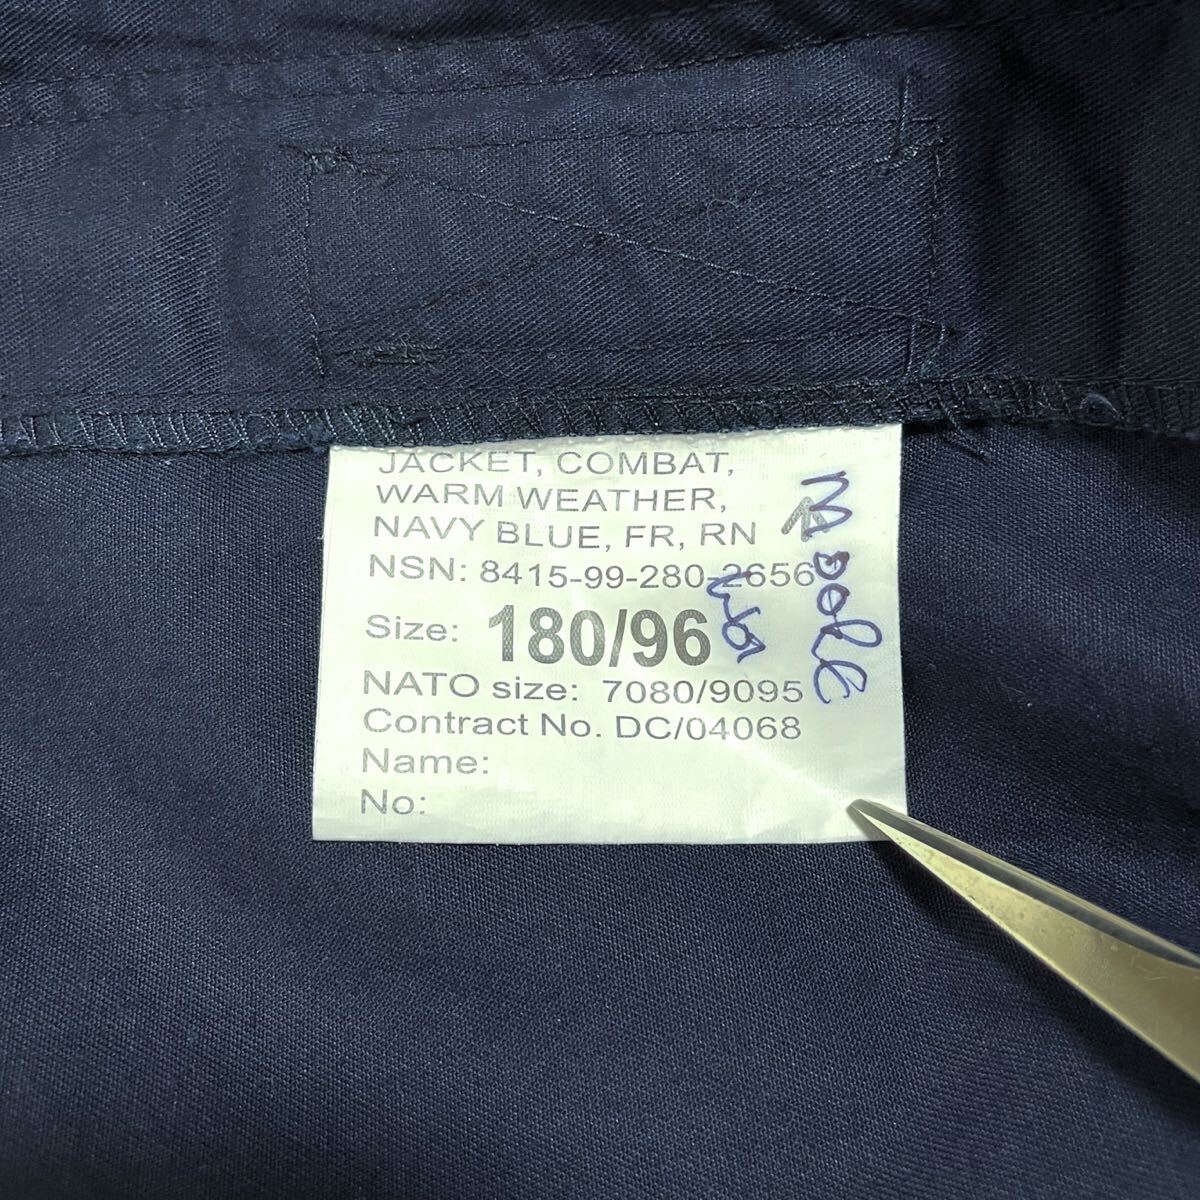 JACKET, COMBAT,
WARM WEATHER,
NAVY BLUE, FR, RN
NSN: 8415-99-280-2656
Size: 180/96
NATO size: 7080/9095
Contract No. DC/04068
Name:
No:
MOORE